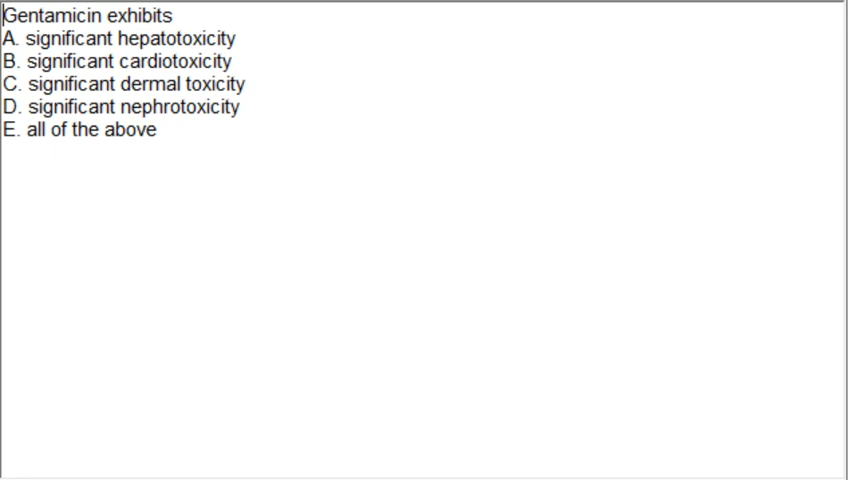 Gentamicin exhibits
A. significant hepatotoxicity
B. significant cardiotoxicity
C. significant dermal toxicity
D. significant nephrotoxicity
E. all of the above